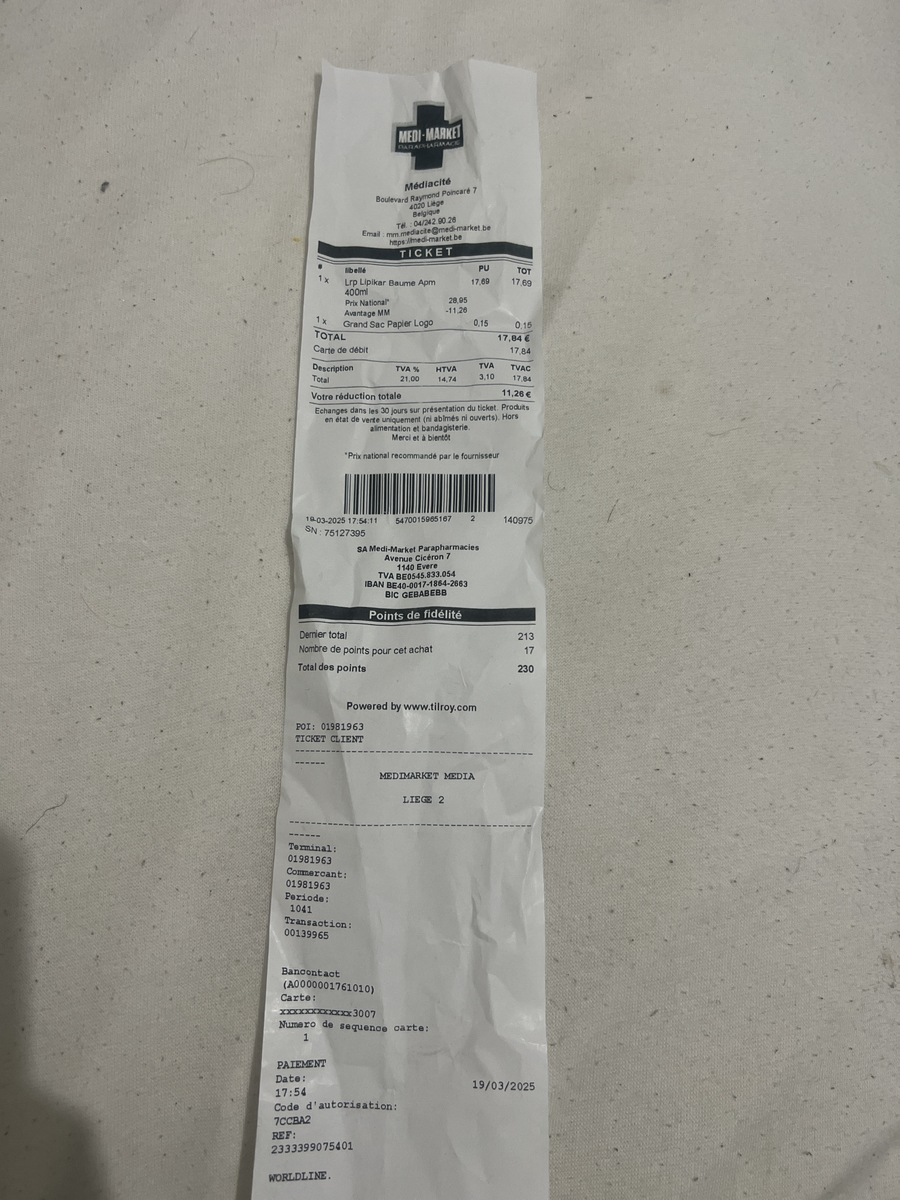 MEDI-MARKET
PARAPHARMACIE
Médiacité
Boulevard Raymond Poincaré 7
4020 Liège
Belgique
Tél. : 04/242.90.26
Email : mm.mediacite@medi-market.be
https://medi-market.be
TICKET
# libellé PU TOT
1 x Lrp Lipikar Baume Apm 17,69 17,69
400ml
Prix National* 28,95
Avantage MM -11,26
1 x Grand Sac Papier Logo 0,15 0,15
TOTAL 17,84 €
Carte de débit 17,84
Description TVA % HTVA TVA TVAC
Total 21,00 14,74 3,10 17,84
Votre réduction totale 11,26 €
Echanges dans les 30 jours sur présentation du ticket. Produits
en état de vente uniquement (ni abîmés ni ouverts). Hors
alimentation et bandagisterie.
Merci et à bientôt
*Prix national recommandé par le fournisseur
19-03-2025 17:54:11 5470015965167 2 140975
SN : 75127395
SA Medi-Market Parapharmacies
Avenue Cicéron 7
1140 Evere
TVA BE0545.833.054
IBAN BE40-0017-1864-2663
BIC GEBABEBB
Points de fidélité
Dernier total 213
Nombre de points pour cet achat 17
Total des points 230
Powered by www.tilroy.com
POI: 01981963
TICKET CLIENT
------------------------------------------
------
MEDIMARKET MEDIA
LIEGE 2
------------------------------------------
------
Terminal:
01981963
Commercant:
01981963
Periode:
1041
Transaction:
00139965
Bancontact
(A0000001761010)
Carte:
xxxxxxxxxxxx3007
Numero de sequence carte:
1
PAIEMENT
Date: 19/03/2025
17:54
Code d'autorisation:
7CCBA2
REF:
2333399075401
WORLDLINE.